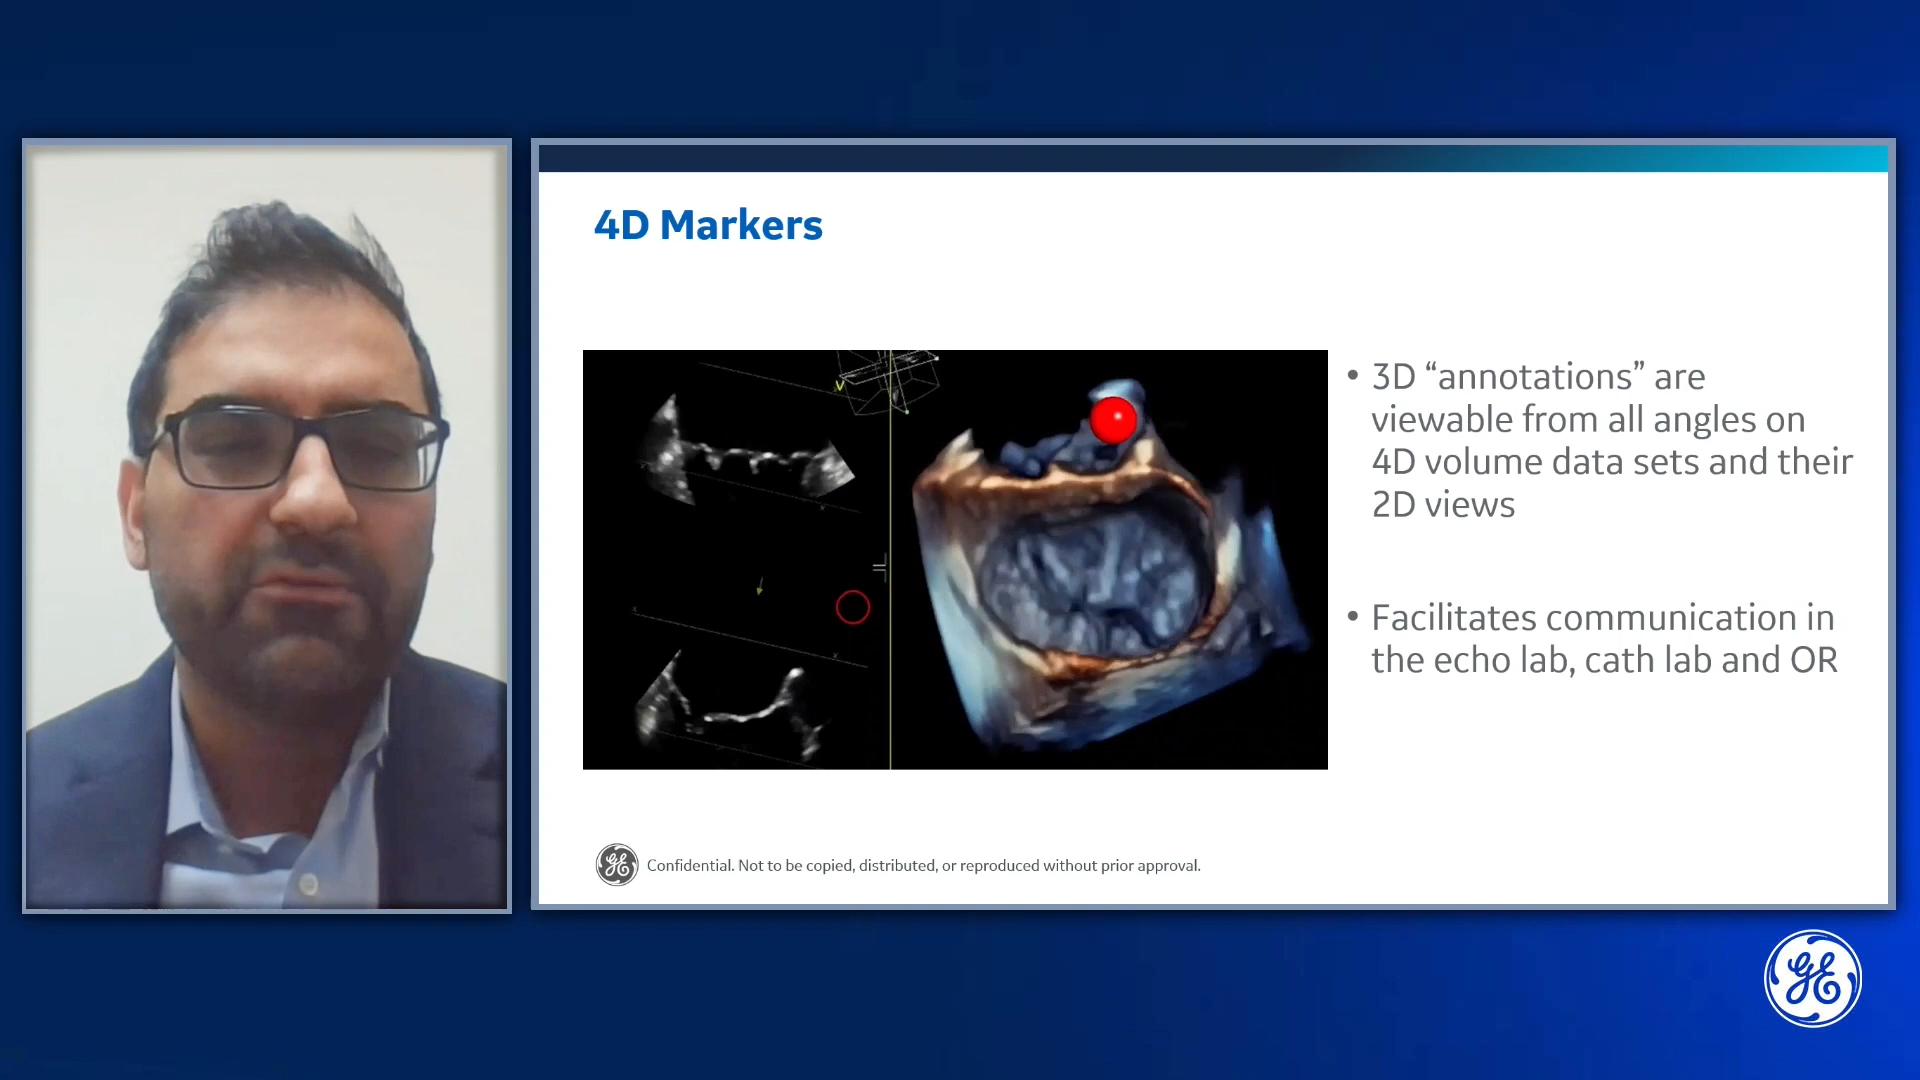 4D Markers
V
• 3D “annotations” are
viewable from all angles on
4D volume data sets and their
2D views
• Facilitates communication in
the echo lab, cath lab and OR
GE Confidential. Not to be copied, distributed, or reproduced without prior approval.
GE